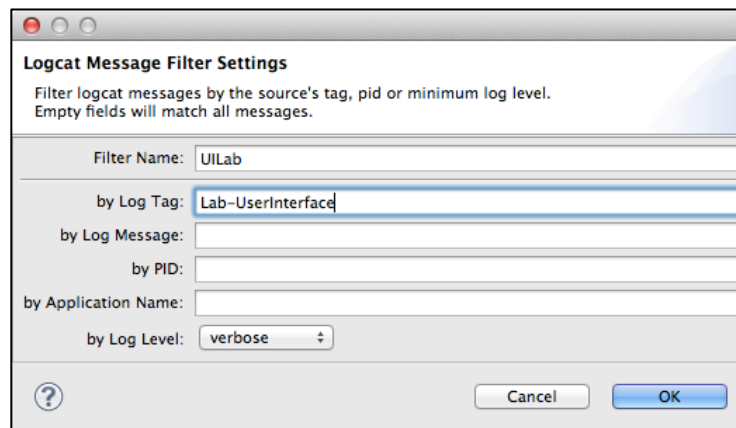 Logcat Message Filter Settings
Filter logcat messages by the source's tag, pid or minimum log level.
Empty fields will match all messages.
Filter Name: UILab
by Log Tag: Lab-UserInterface
by Log Message:
by PID:
by Application Name:
by Log Level: verbose
? Cancel OK